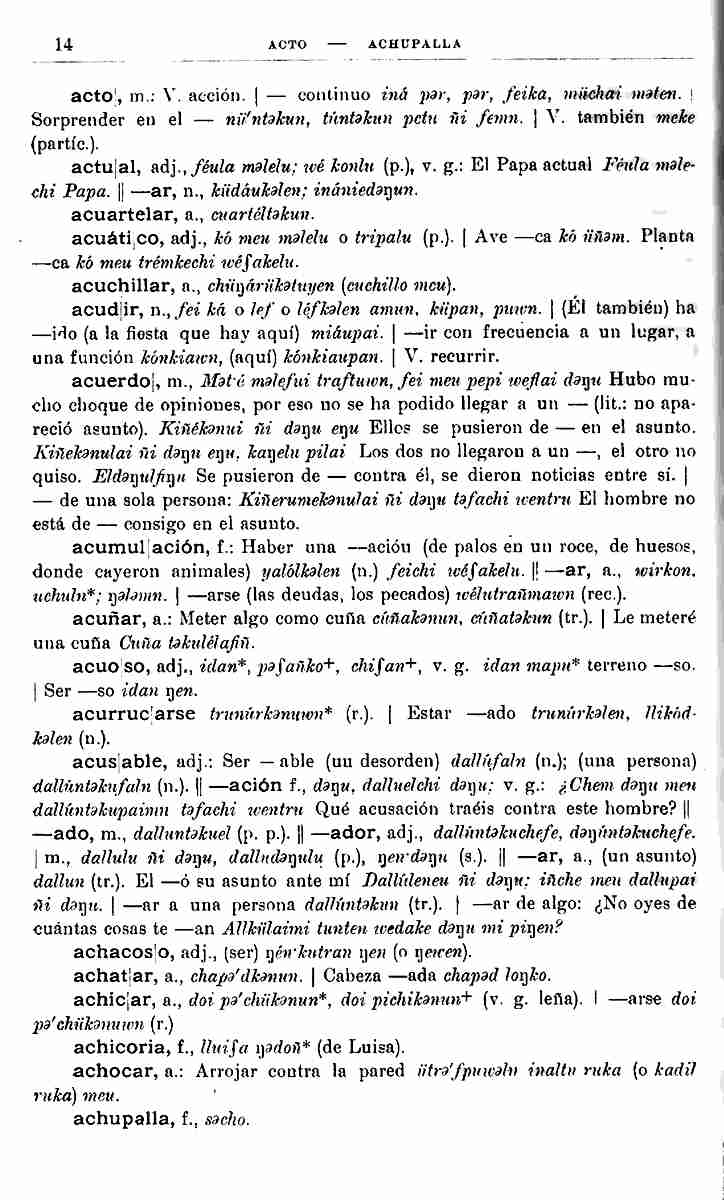 14 ACTO — ACHUPALLA
acto|, m.: V. acción. | — continuo iná pər, pər, feika, müchai məten. |
Sorprender en el — nü'ntəkun, túntəkun petu ñi femn. | V. también meke
(partíc.).
actu|al, adj., féula məlelu; wé konlu (p.), v. g.: El Papa actual Féula məle-
chi Papa. || —ar, n., küdáukəlen; inániedəŋun.
acuartelar, a., cuartéltəkun.
acuáti|co, adj., kó meu məlelu o tripalu (p.). | Ave —ca kó üñəm. Planta
—ca kó meu trémkechi wéʃakelu.
acuchillar, a., chüŋárükətuyen (cuchillo meu).
acud|ir, n., fei ká o lef o léfkəlen amun, küpan, puwn. | (Él también) ha
—ido (a la fiesta que hay aquí) miáupai. | —ir con frecuencia a un lugar, a
una función kónkiawn, (aquí) kónkiaupan. | V. recurrir.
acuerdo|, m., Mət·é məlefui traftuwn, fei meu pepi weflai dəŋu Hubo mu-
cho choque de opiniones, por eso no se ha podido llegar a un — (lit.: no apa-
reció asunto). Kiñékənui ñi dəŋu eŋu Ellos se pusieron de — en el asunto.
Kiñekənulai ñi dəŋu eŋu, kaŋelu pilai Los dos no llegaron a un —, el otro no
quiso. Eldəŋulfiŋu Se pusieron de — contra él, se dieron noticias entre sí. |
— de una sola persona: Kiñerumekənulai ñi dəŋu təfachi wentru El hombre no
está de — consigo en el asunto.
acumul|ación, f.: Haber una —ación (de palos en un roce, de huesos,
donde cayeron animales) yalólkəlen (n.) feichi wéʃakelu. || —ar, a., wirkon,
uchuln*; ŋələmn. | —arse (las deudas, los pecados) wélutrañmawn (rec.).
acuñar, a.: Meter algo como cuña cúñakənun, cúñatəkun (tr.). | Le meteré
una cuña Cuña təkulélafiñ.
acuo|so, adj., idan*, pəʃañko+, chiʃan+, v. g. idan mapu* terreno —so.
| Ser —so idan ŋen.
acurruc|arse trunúrkənuwn* (r.). | Estar —ado trunúrkəlen, llikód-
kəlen (n.).
acus|able, adj.: Ser —able (un desorden) dallúfaln (n.); (una persona)
dallúntəkufaln (n.). || —ación f., dəŋu, dalluelchi dəŋu; v. g.: ¿Chem dəŋu meu
dallúntəkupaimn təfachi wentru Qué acusación traéis contra este hombre? ||
—ado, m., dalluntəkuel (p. p.). || —ador, adj., dallúntəkuchefe, dəŋúntəkuchefe.
| m., dallulu ñi dəŋu,ralludəŋulu (p.), ŋen·dəŋu (s.). || —ar, a., (un asunto)
dallun (tr.). El —ó su asunto ante mí Dallúleneu ñi dəŋu; iñche meu dallupai
ñi dəŋu. | —ar a una persona dallúntəkun (tr.). | —ar de algo: ¿No oyes de
cuántas cosas te —an Allkülaimi tunten wedake dəŋu mi piŋen?
achacos|o, adj., (ser) ŋén·kutran ŋen (o ŋewen).
achat|ar, a., chapə'dkənun. | Cabeza —ada chapəd loŋko.
achic|ar, a., doi pə'chükənun*, doi pichikənun+ (v. g. leña). | —arse doi
pə'chükənuwn (r.)
achicoria, f., lluiʃa ŋədoñ* (de Luisa).
achocar, a.: Arrojar contra la pared ütrə'fpuwəln inaltu ruka (o kadil
ruka) meu.
achupalla, f., səcho.